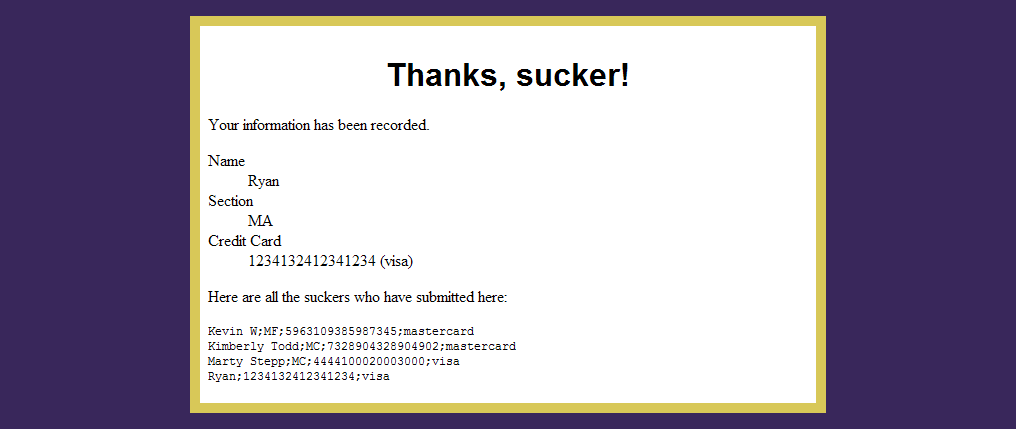 Thanks, sucker!
Your information has been recorded.
Name
Ryan
Section
MA
Credit Card
1234132412341234 (visa)
Here are all the suckers who have submitted here:
Kevin W;MF;5963109385987345;mastercard
Kimberly Todd;MC;7328904328904902;mastercard
Marty Stepp;MC;4444100020003000;visa
Ryan;1234132412341234;visa